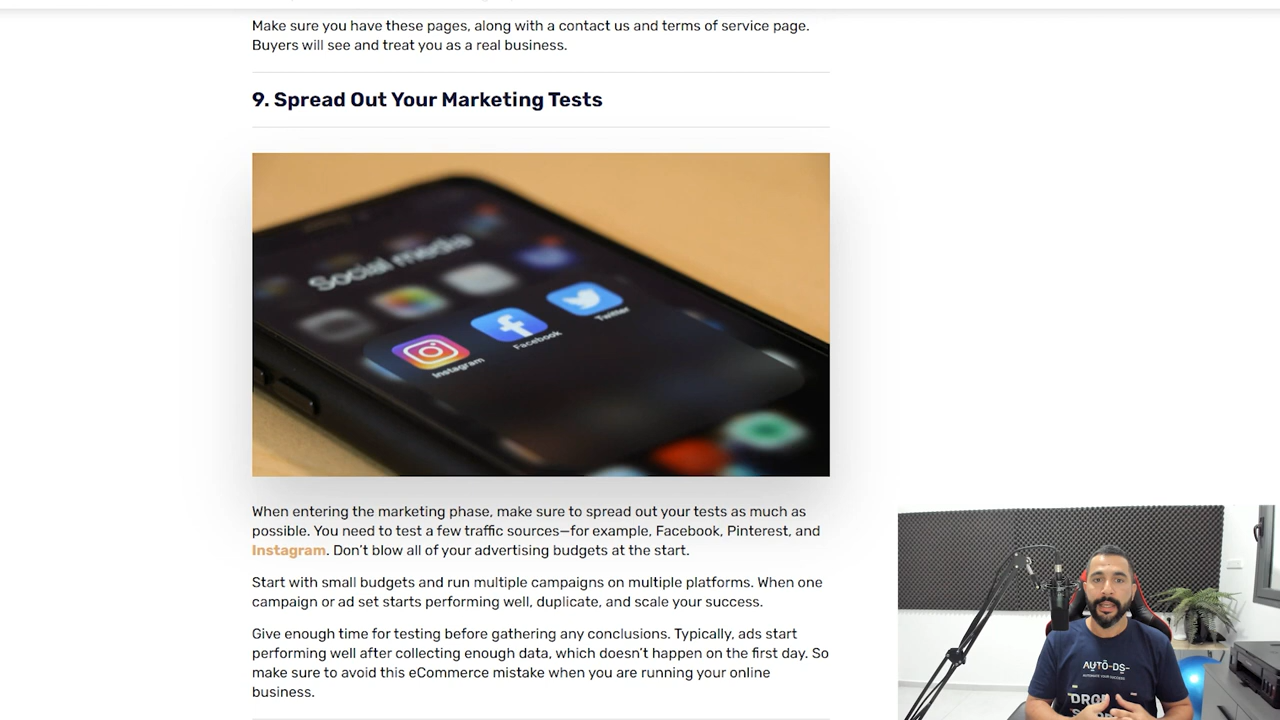 Make sure you have these pages, along with a contact us and terms of service page.
Buyers will see and treat you as a real business.
9. Spread Out Your Marketing Tests
Social media
Instagram
Facebook
Twitter
When entering the marketing phase, make sure to spread out your tests as much as
possible. You need to test a few traffic sources—for example, Facebook, Pinterest, and
Instagram. Don’t blow all of your advertising budgets at the start.
Start with small budgets and run multiple campaigns on multiple platforms. When one
campaign or ad set starts performing well, duplicate, and scale your success.
Give enough time for testing before gathering any conclusions. Typically, ads start
performing well after collecting enough data, which doesn’t happen on the first day. So
make sure to avoid this eCommerce mistake when you are running your online
business.
AUTO-DS-
AUTOMATE YOUR SUCCESS